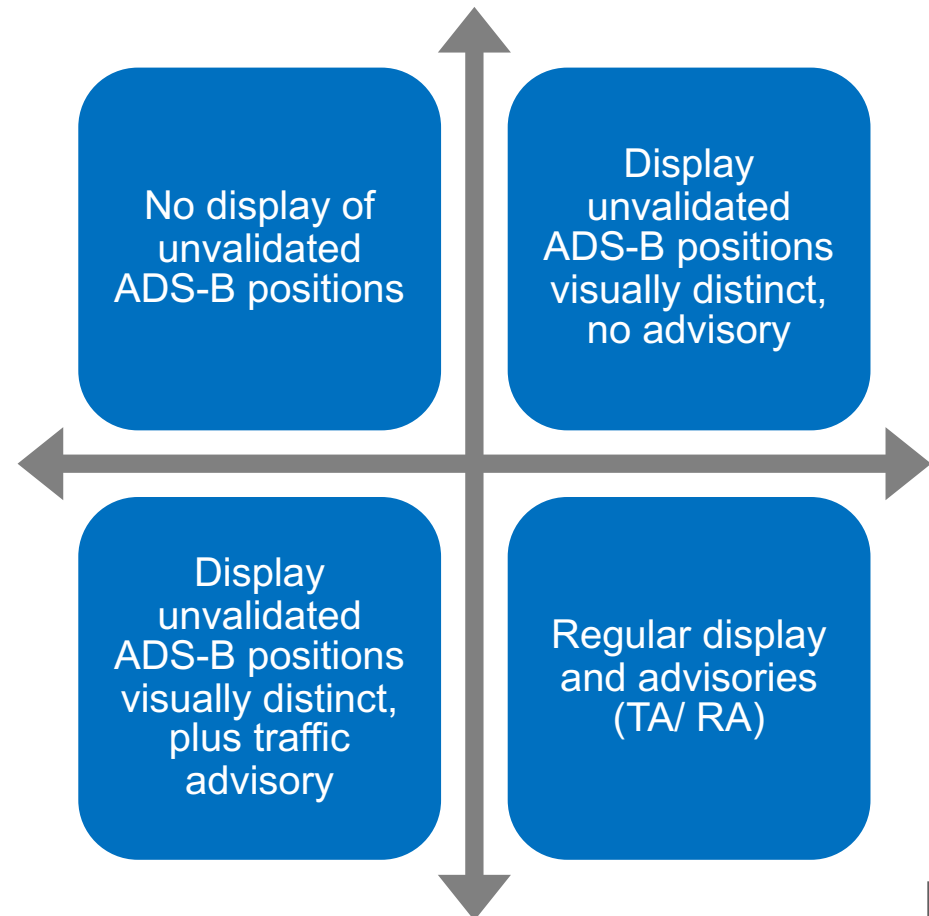 No display of
unvalidated
ADS-B positions
Display
unvalidated
ADS-B positions
visually distinct,
no advisory
Display
unvalidated
ADS-B positions
visually distinct,
plus traffic
advisory
Regular display
and advisories
(TA/ RA)